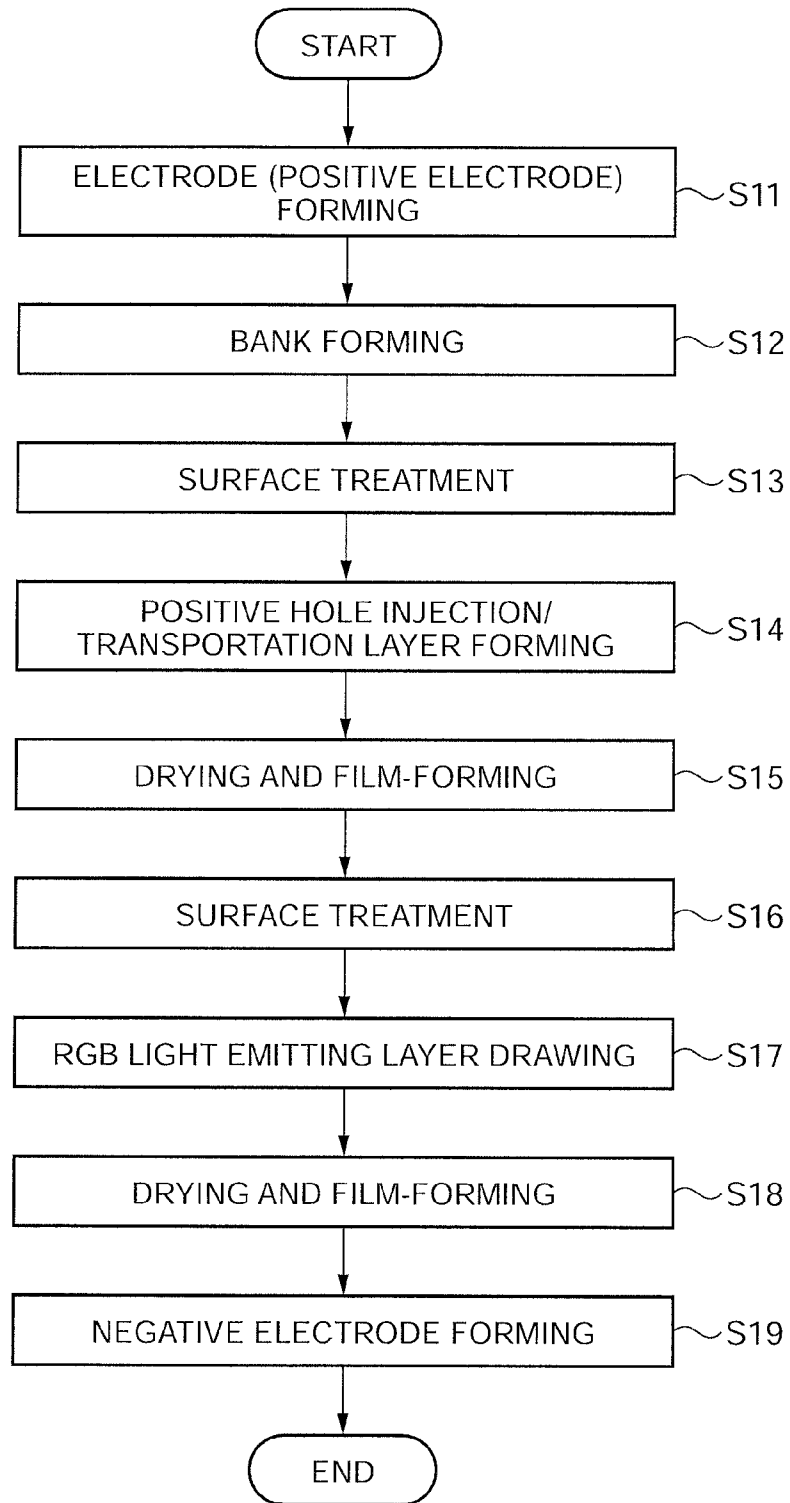 START
ELECTRODE (POSITIVE ELECTRODE)
FORMING
S11
BANK FORMING
S12
SURFACE TREATMENT
S13
POSITIVE HOLE INJECTION/
TRANSPORTATION LAYER FORMING
S14
DRYING AND FILM-FORMING
S15
SURFACE TREATMENT
S16
RGB LIGHT EMITTING LAYER DRAWING
S17
DRYING AND FILM-FORMING
S18
NEGATIVE ELECTRODE FORMING
S19
END